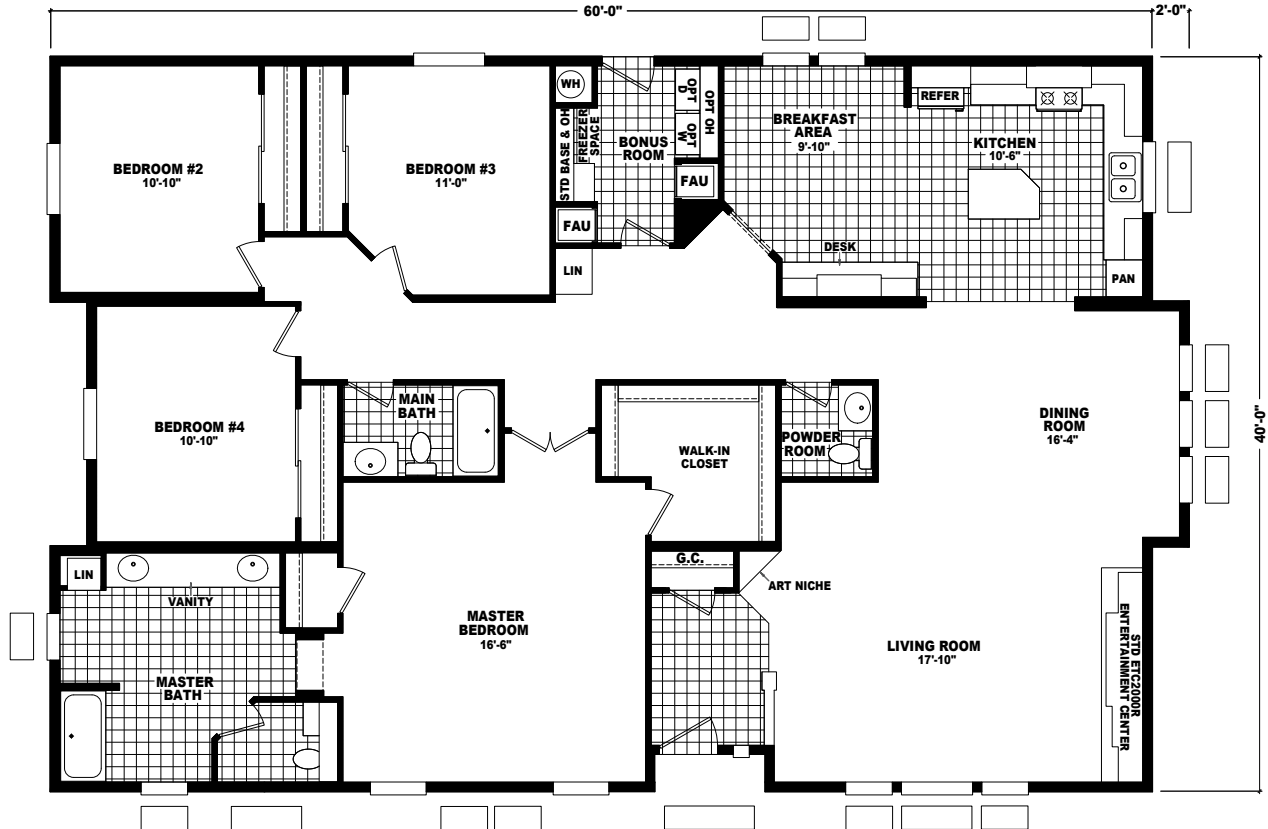 60'-0"
2'-0"
WH
OPT
D
OPT
W
OPT OH
STD BASE & OH
FREEZER
SPACE
BONUS
ROOM
BREAKFAST
AREA
9'-10"
REFER
KITCHEN
10'-6"
BEDROOM #2
10'-10"
BEDROOM #3
11'-0"
FAU
FAU
DESK
LIN
PAN
40'-0"
MAIN
BATH
BEDROOM #4
10'-10"
WALK-IN
CLOSET
POWDER
ROOM
DINING
ROOM
16'-4"
G.C.
ART NICHE
LIN
VANITY
MASTER
BEDROOM
16'-6"
LIVING ROOM
17'-10"
STD ETC2000R
ENTERTAINMENT CENTER
MASTER
BATH